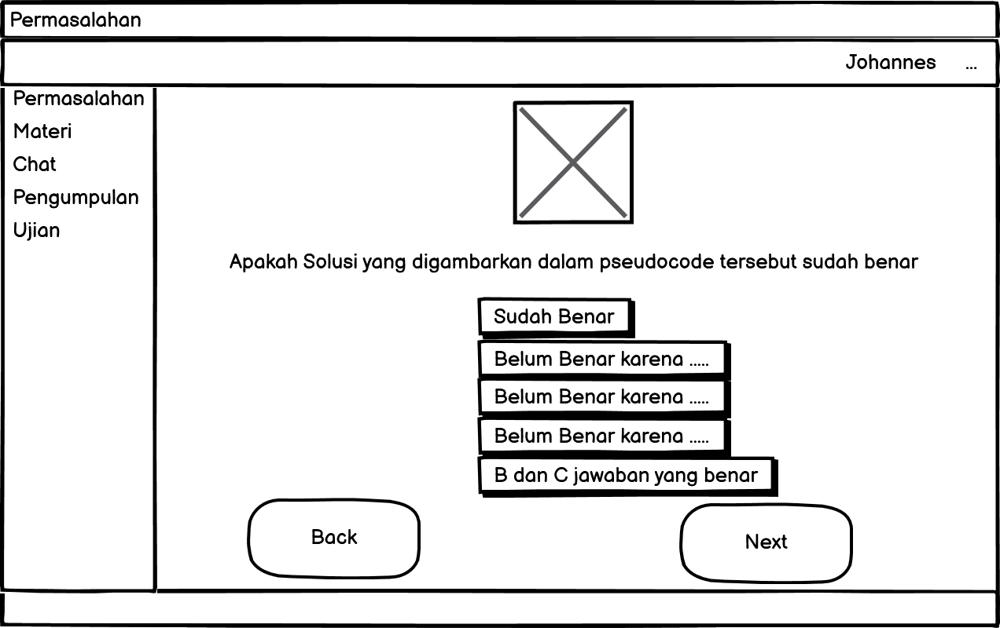 Permasalahan
Johannes ...
Permasalahan
Materi
Chat
Pengumpulan
Ujian
Apakah Solusi yang digambarkan dalam pseudocode tersebut sudah benar
Sudah Benar
Belum Benar karena .....
Belum Benar karena .....
Belum Benar karena .....
B dan C jawaban yang benar
Back
Next